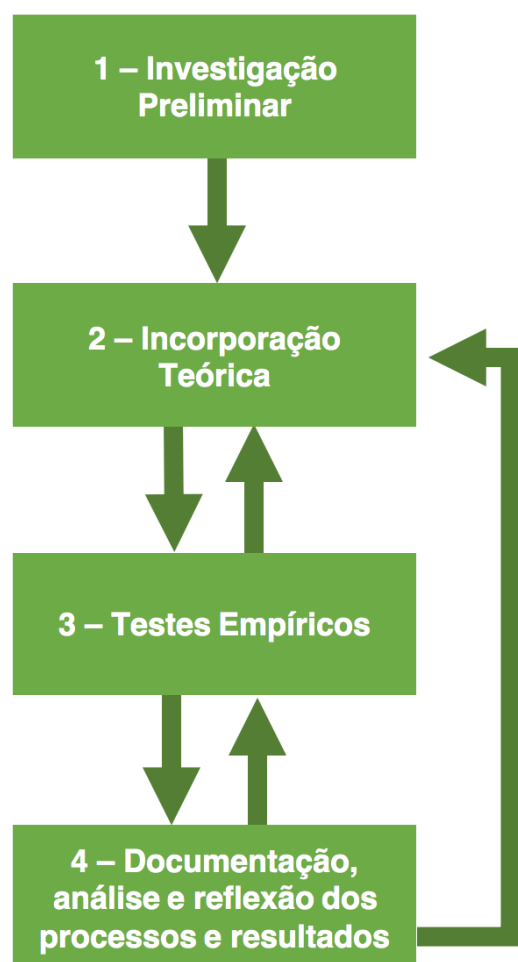 1 – Investigação
Preliminar
2 – Incorporação
Teórica
3 – Testes Empíricos
4 – Documentação,
análise e reflexão dos
processos e resultados